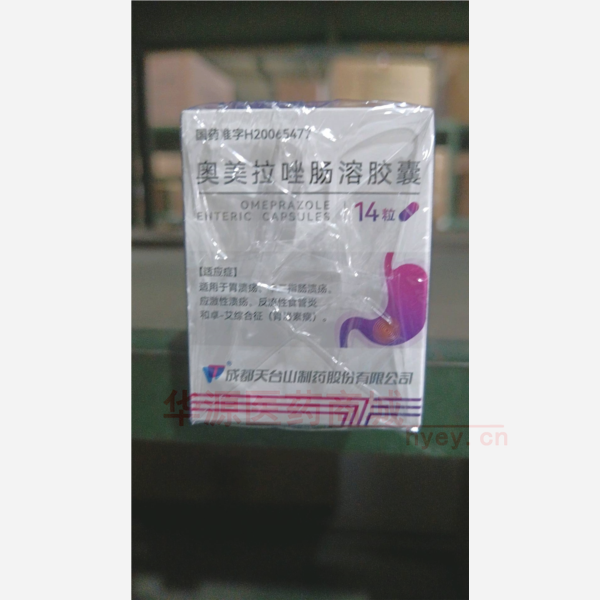 国药准字H20065477
奥美拉唑肠溶胶囊
OMEPRAZOLE
ENTERIC CAPSULES
14粒
【适应症】
适用于胃溃疡、十二指肠溃疡、
应激性溃疡、反流性食管炎
和卓-艾综合征（胃泌素瘤）。
成都天台山制药股份有限公司
华源医药商城
hyey.cn